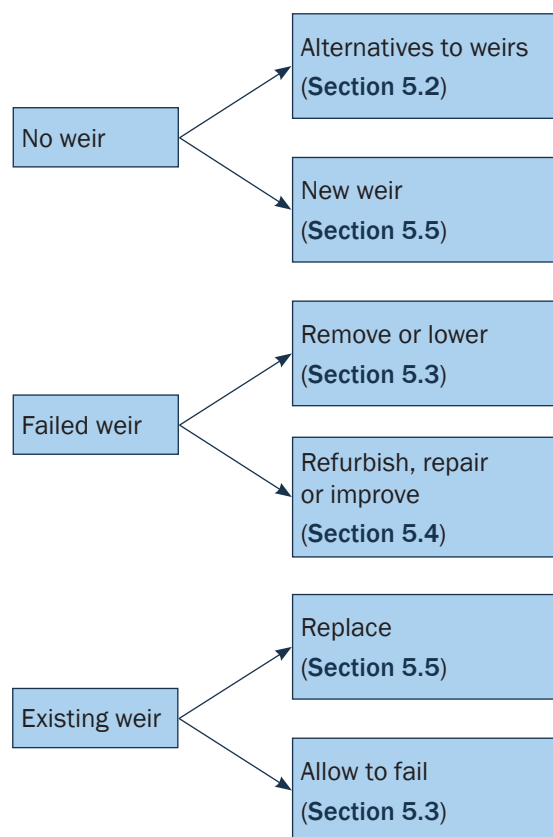 No weir
Alternatives to weirs
(Section 5.2)
New weir
(Section 5.5)
Failed weir
Remove or lower
(Section 5.3)
Refurbish, repair
or improve
(Section 5.4)
Existing weir
Replace
(Section 5.5)
Allow to fail
(Section 5.3)